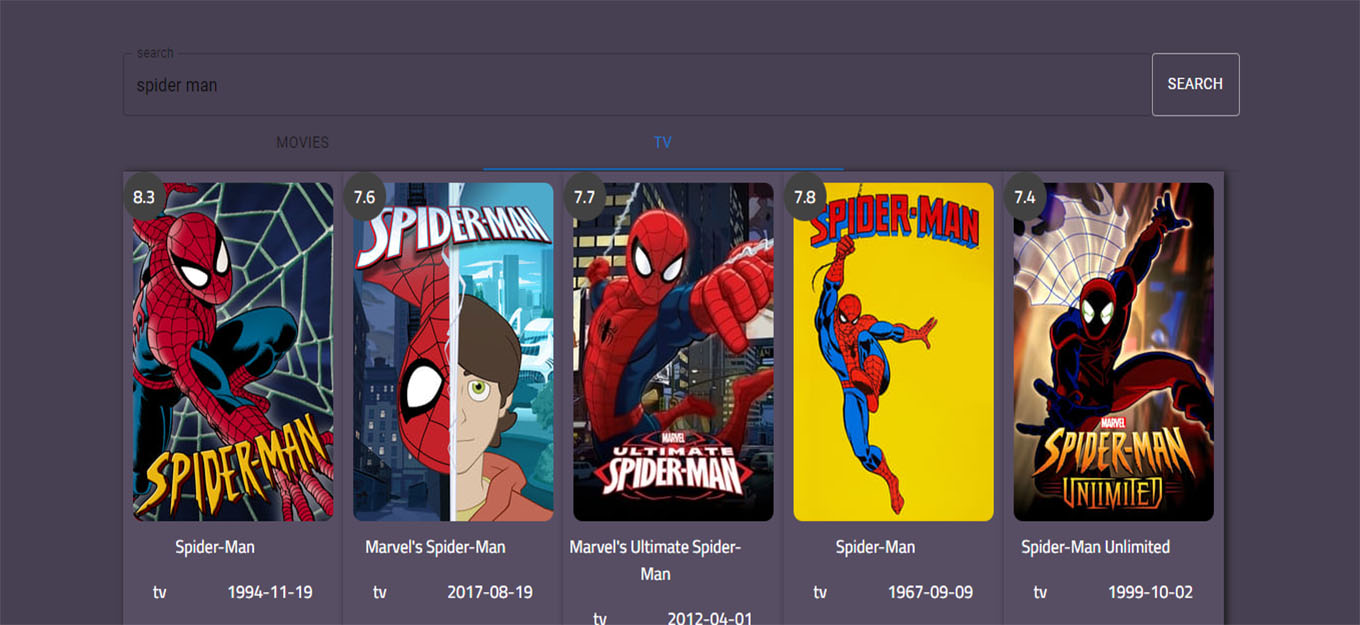 search
spider man
SEARCH
MOVIES
TV
8.3
SPIDER-MAN
Spider-Man
tv 1994-11-19
7.6
SPIDER-MAN
Marvel's Spider-Man
tv 2017-08-19
7.7
MARVEL
ULTIMATE
SPIDER-MAN
Marvel's Ultimate Spider-
Man
tv 2012-04-01
7.8
SPIDER-MAN
Spider-Man
tv 1967-09-09
7.4
MARVEL
SPIDER-MAN
UNLIMITED
Spider-Man Unlimited
tv 1999-10-02